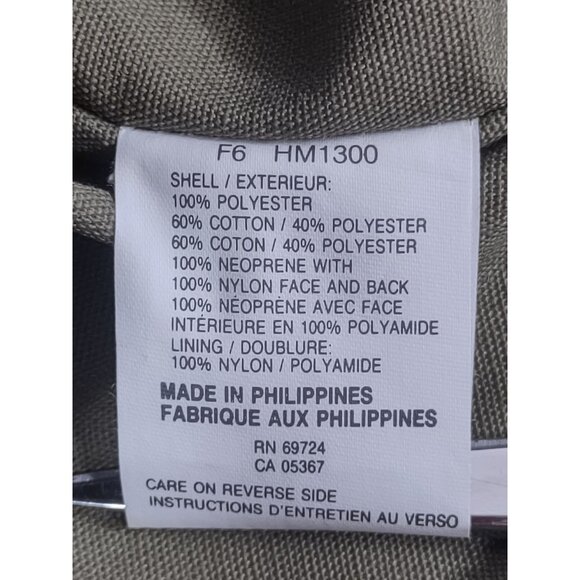 F6 HM1300
SHELL / EXTERIEUR:
100% POLYESTER
60% COTTON / 40% POLYESTER
60% COTON / 40% POLYESTER
100% NEOPRENE WITH
100% NYLON FACE AND BACK
100% NÉOPRÈNE AVEC FACE
INTÉRIEURE EN 100% POLYAMIDE
LINING / DOUBLURE:
100% NYLON / POLYAMIDE
MADE IN PHILIPPINES
FABRIQUE AUX PHILIPPINES
RN 69724
CA 05367
CARE ON REVERSE SIDE
INSTRUCTIONS D'ENTRETIEN AU VERSO